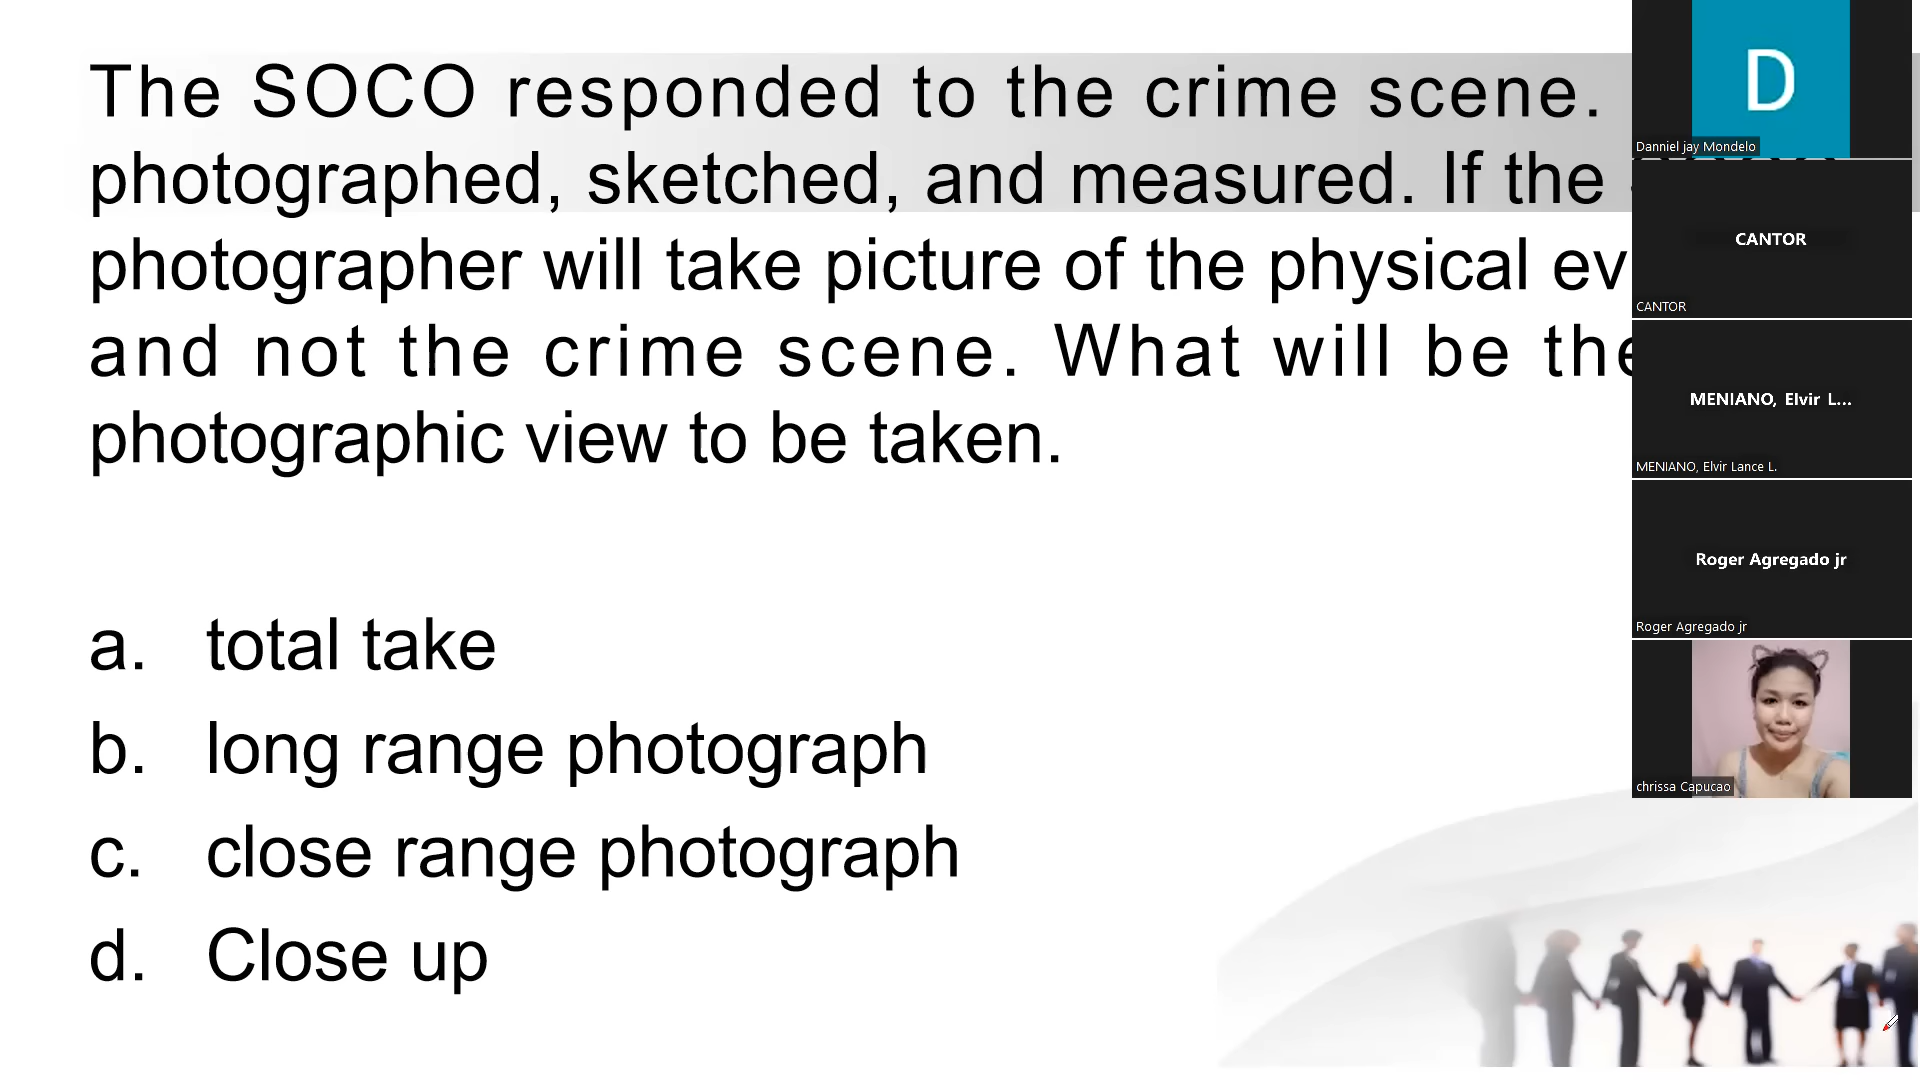 The SOCO responded to the crime scene.
photographed, sketched, and measured. If the
photographer will take picture of the physical ev
and not the crime scene. What will be the
photographic view to be taken.
a. total take
b. long range photograph
c. close range photograph
d. Close up
D
Danniel jay Mondelo
CANTOR
CANTOR
MENIANO, Elvir L...
MENIANO, Elvir Lance L.
Roger Agregado jr
Roger Agregado jr
chrissa Capucao